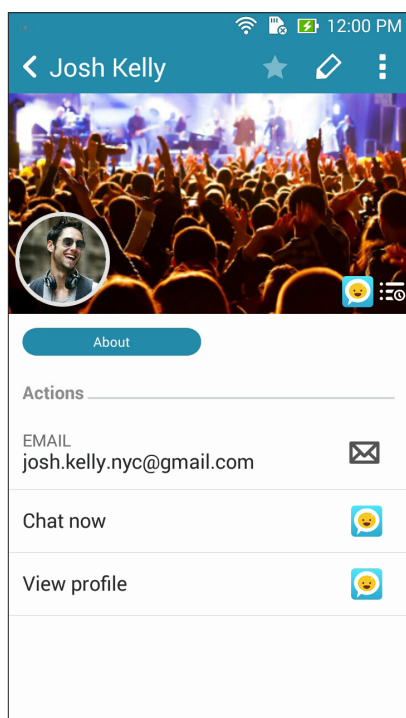 12:00 PM
Josh Kelly
About
Actions
EMAIL
josh.kelly.nyc@gmail.com
Chat now
View profile